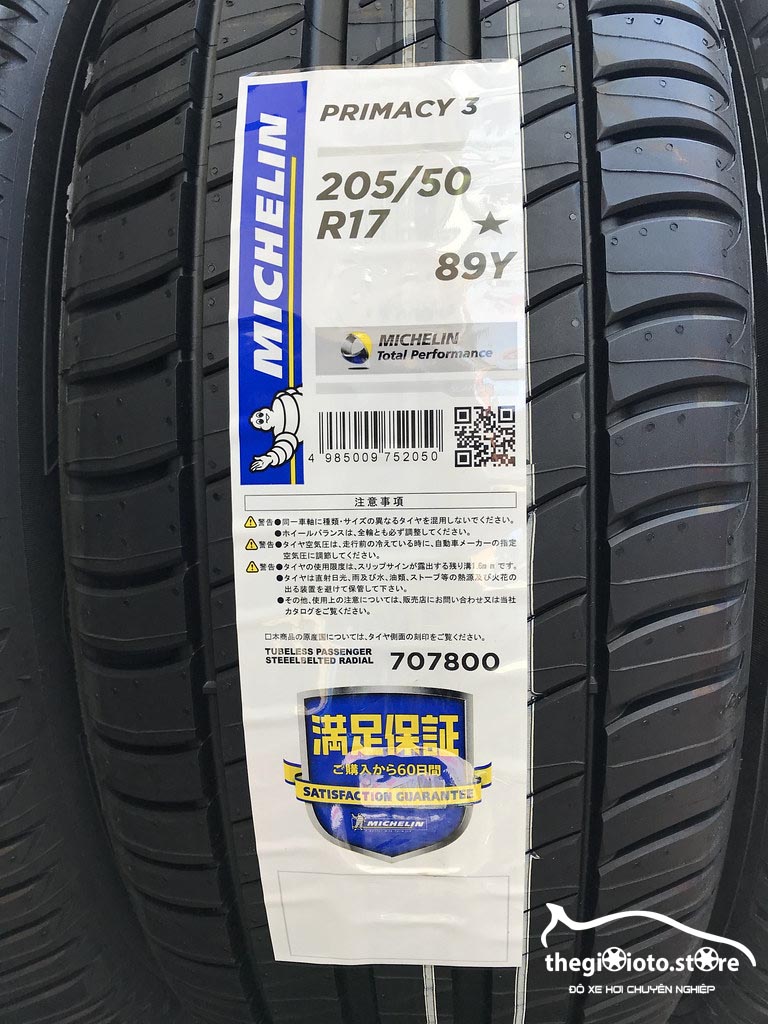 MICHELIN
PRIMACY 3
205/50
R17 ★
89Y
MICHELIN
Total Performance
4 985009 752050
注意事項
警告●同一車軸に種類・サイズの異なるタイヤを混用しないでください。
●ホイールバランスは、全輪とも必ず調整してください。
警告●タイヤ空気圧は、走行前の冷えている時に、自動車メーカーの指定
空気圧に調節してください。
警告●タイヤの使用限度は、スリップサインが露出する残り溝1.6mmです。
●タイヤは直射日光、雨及び水、油類、ストーブ等の熱源及び火花の
出る装置を避けて保管して下さい。
●その他、使用上の注意については、販売店にお問い合わせ又は当社
カタログをご覧ください。
□本商品の原産国については、タイヤ側面の刻印をご覧ください。
TUBELESS PASSENGER
STEEELBELTED RADIAL 707800
満足保証
ご購入から60日間
SATISFACTION GUARANTEE
MICHELIN
thegioioto.store
ĐỒ XE HƠI CHUYÊN NGHIỆP